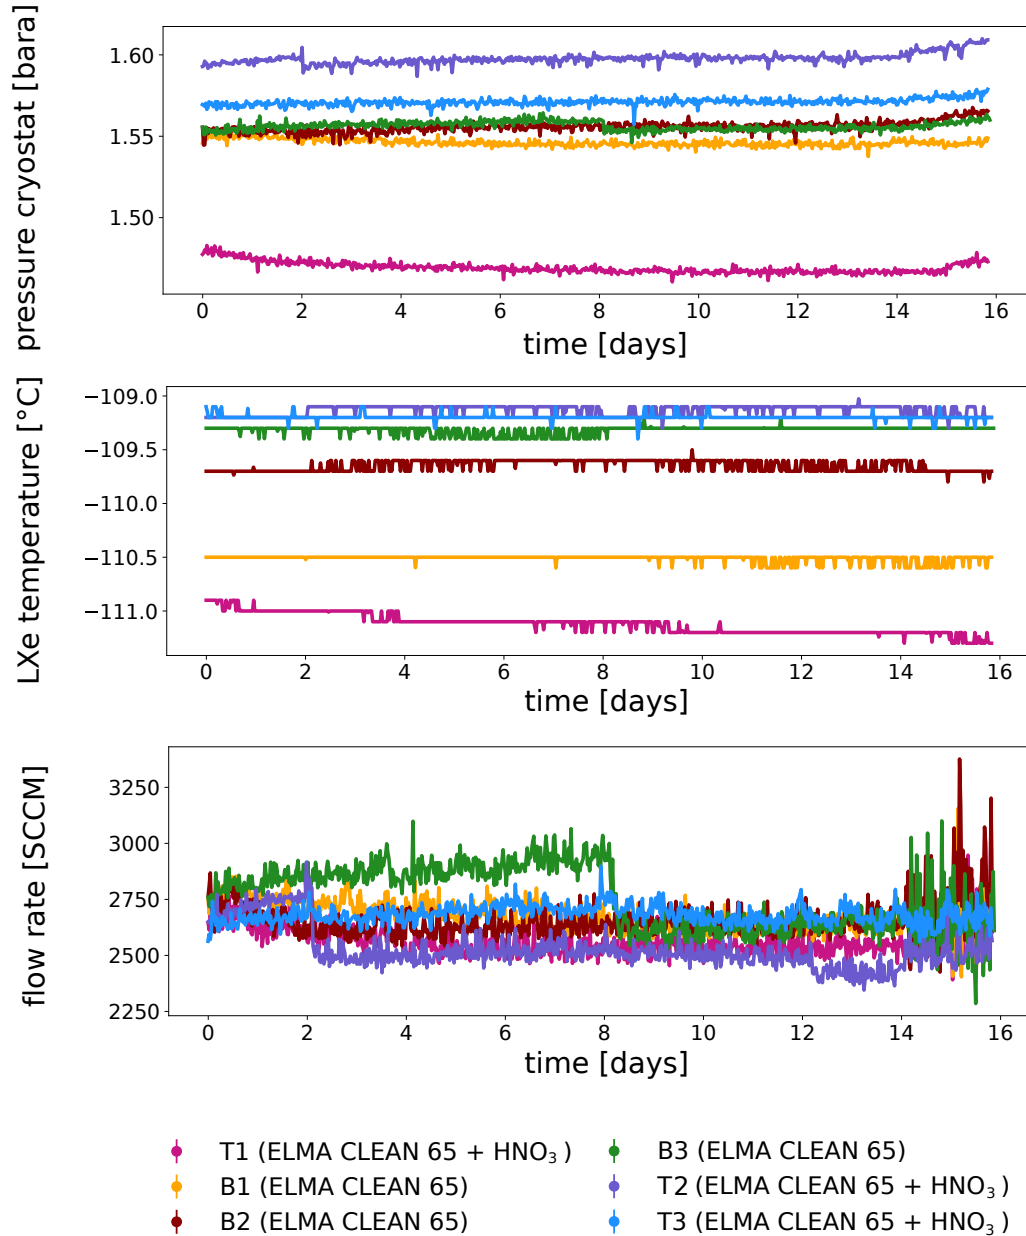 pressure cryostat [bara]
1.60
1.55
1.50
0 2 4 6 8 10 12 14 16
time [days]
LXe temperature [°C]
−109.0
−109.5
−110.0
−110.5
−111.0
0 2 4 6 8 10 12 14 16
time [days]
flow rate [SCCM]
3250
3000
2750
2500
2250
0 2 4 6 8 10 12 14 16
time [days]
T1 (ELMA CLEAN 65 + HNO₃ )
B1 (ELMA CLEAN 65)
B2 (ELMA CLEAN 65)
B3 (ELMA CLEAN 65)
T2 (ELMA CLEAN 65 + HNO₃ )
T3 (ELMA CLEAN 65 + HNO₃ )